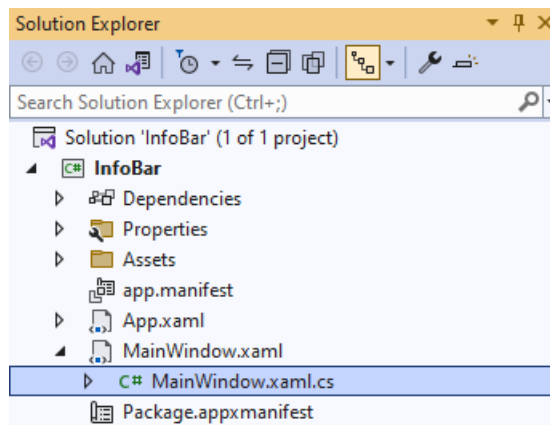 Solution Explorer
Search Solution Explorer (Ctrl+;)
Solution 'InfoBar' (1 of 1 project)
C# InfoBar
Dependencies
Properties
Assets
app.manifest
App.xaml
MainWindow.xaml
C# MainWindow.xaml.cs
Package.appxmanifest